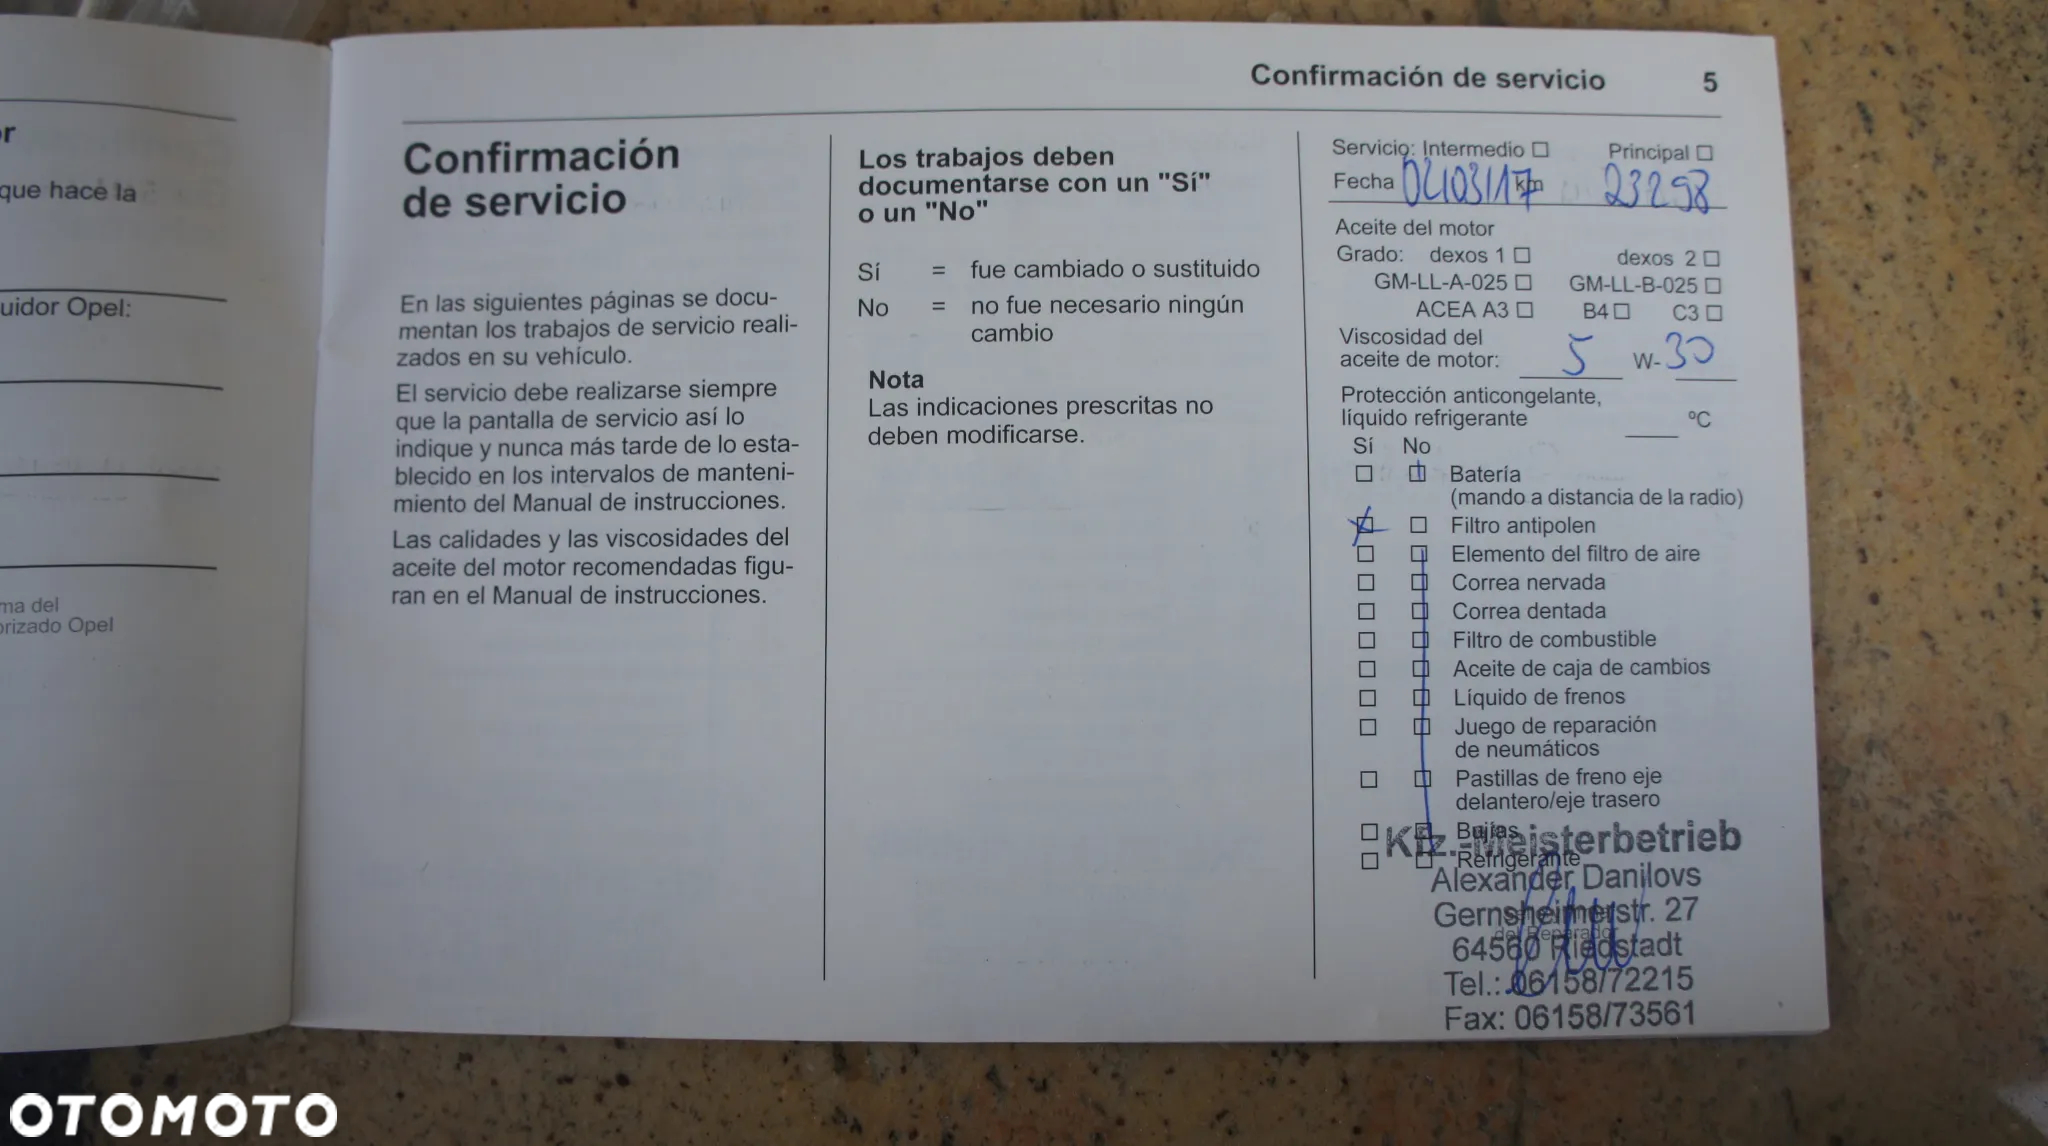 or
que hace la
uidor Opel:
ma del
orizado Opel
Confirmación de servicio 5
Confirmación
de servicio
En las siguientes páginas se docu-
mentan los trabajos de servicio reali-
zados en su vehículo.
El servicio debe realizarse siempre
que la pantalla de servicio así lo
indique y nunca más tarde de lo esta-
blecido en los intervalos de manteni-
miento del Manual de instrucciones.
Las calidades y las viscosidades del
aceite del motor recomendadas figu-
ran en el Manual de instrucciones.
Los trabajos deben
documentarse con un "Sí"
o un "No"
Sí = fue cambiado o sustituido
No = no fue necesario ningún
cambio
Nota
Las indicaciones prescritas no
deben modificarse.
Servicio: Intermedio □ Principal □
Fecha 02/03/17 km 23298
Aceite del motor
Grado: dexos 1 □ dexos 2 □
GM-LL-A-025 □ GM-LL-B-025 □
ACEA A3 □ B4 □ C3 □
Viscosidad del
aceite de motor: 5 W-30
Protección anticongelante,
líquido refrigerante ºC
Sí No
Batería
(mando a distancia de la radio)
Filtro antipolen
Elemento del filtro de aire
Correa nervada
Correa dentada
Filtro de combustible
Aceite de caja de cambios
Líquido de frenos
Juego de reparación
de neumáticos
Pastillas de freno eje
delantero/eje trasero
Bujías
Refrigerante
del Reparador
Kfz.-Meisterbetrieb
Alexander Danilovs
Gernsheimerstr. 27
64560 Riedstadt
Tel.: 06158/72215
Fax: 06158/73561
OTOMOTO